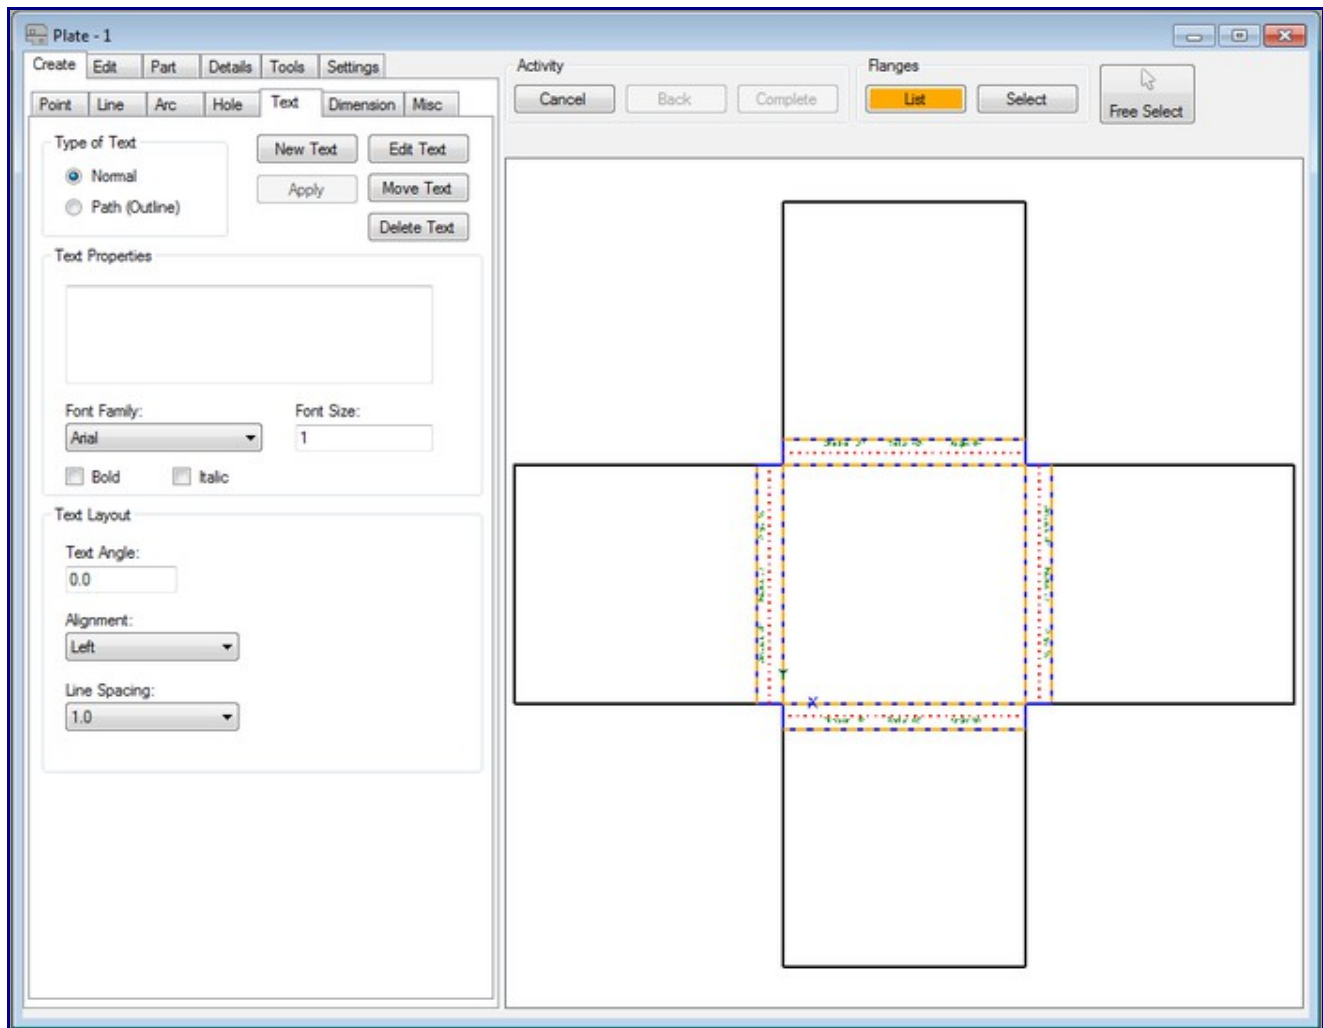 Plate - 1
Create Edit Part Details Tools Settings
Point Line Arc Hole Text Dimension Misc
Type of Text
Normal
Path (Outline)
New Text Edit Text
Apply Move Text
Delete Text
Text Properties
Font Family: Font Size:
Arial 1
Bold Italic
Text Layout
Text Angle:
0.0
Alignment:
Left
Line Spacing:
1.0
Activity
Cancel Back Complete
Flanges
List Select
Free Select
Y
X